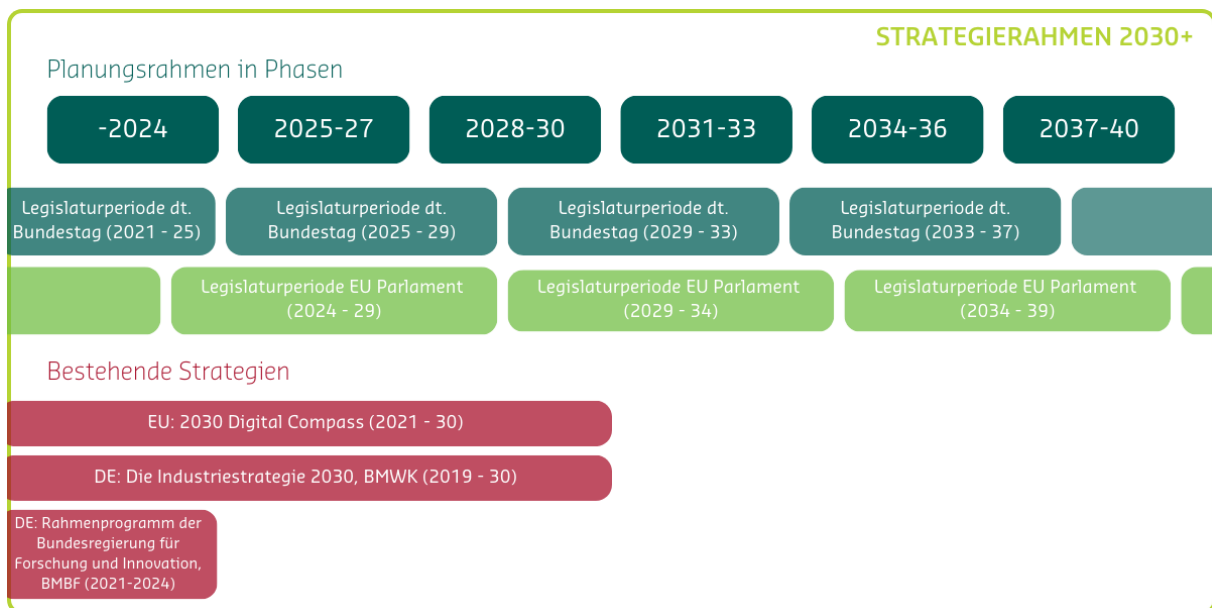 STRATEGIERAHMEN 2030+
Planungsrahmen in Phasen
-2024
2025-27
2028-30
2031-33
2034-36
2037-40
Legislaturperiode dt.
Bundestag (2021 - 25)
Legislaturperiode dt.
Bundestag (2025 - 29)
Legislaturperiode dt.
Bundestag (2029 - 33)
Legislaturperiode dt.
Bundestag (2033 - 37)
Legislaturperiode EU Parlament
(2024 - 29)
Legislaturperiode EU Parlament
(2029 - 34)
Legislaturperiode EU Parlament
(2034 - 39)
Bestehende Strategien
EU: 2030 Digital Compass (2021 - 30)
DE: Die Industriestrategie 2030, BMWK (2019 - 30)
DE: Rahmenprogramm der
Bundesregierung für
Forschung und Innovation,
BMBF (2021-2024)